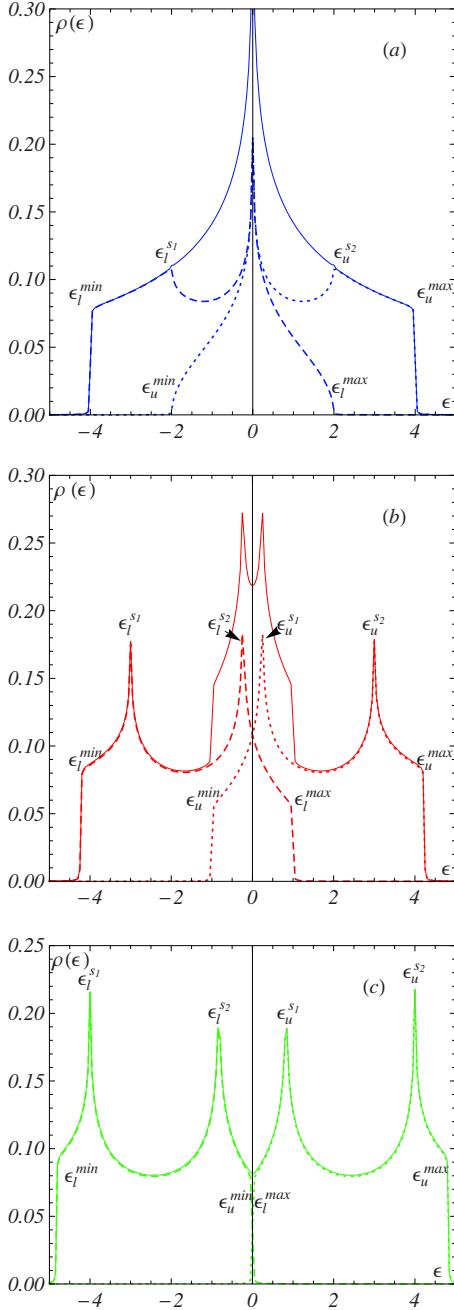 ρ(ϵ)
(a)
0.30
0.25
0.20
0.15
0.10
0.05
0.00
ϵ_l^{s_1}
ϵ_u^{s_2}
ϵ_l^{min}
ϵ_u^{max}
ϵ_u^{min}
ϵ_l^{max}
ϵ
−4 −2 0 2 4
0.30
ρ (ϵ)
(b)
0.25
0.20
0.15
0.10
0.05
0.00
ϵ_l^{s_1}
ϵ_l^{s_2}
ϵ_u^{s_1}
ϵ_u^{s_2}
ϵ_l^{min}
ϵ_u^{max}
ϵ_u^{min}
ϵ_l^{max}
ϵ
−4 −2 0 2 4
0.25
ρ(ϵ)
(c)
0.20
0.15
0.10
0.05
0.00
ϵ_l^{s_1}
ϵ_l^{s_2}
ϵ_u^{s_1}
ϵ_u^{s_2}
ϵ_l^{min}
ϵ_u^{max}
ϵ_u^{min}
ϵ_l^{max}
ϵ
−4 −2 0 2 4